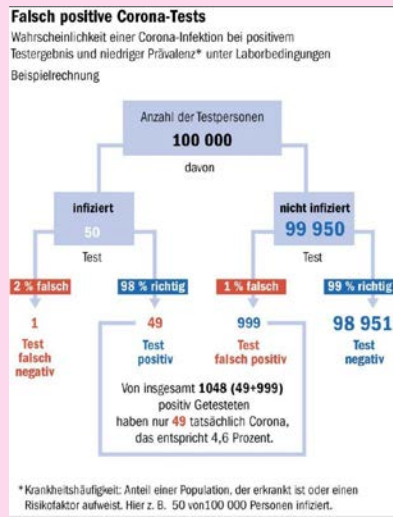 Falsch positive Corona-Tests
Wahrscheinlichkeit einer Corona-Infektion bei positivem
Testergebnis und niedriger Prävalenz* unter Laborbedingungen
Beispielrechnung
Anzahl der Testpersonen
100 000
davon
infiziert
50
Test
nicht infiziert
99 950
Test
2 % falsch
98 % richtig
1 % falsch
99 % richtig
1
Test
falsch
negativ
49
Test
positiv
999
Test
falsch positiv
98 951
Test
negativ
Von insgesamt 1048 (49+999)
positiv Getesteten
haben nur 49 tatsächlich Corona,
das entspricht 4,6 Prozent.
*Krankheitshäufigkeit: Anteil einer Population, der erkrankt ist oder einen
Risikofaktor aufweist. Hier z. B. 50 von100 000 Personen infiziert.